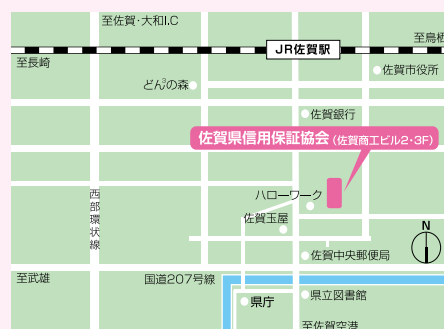 至佐賀・大和I.C
JR佐賀駅
至鳥栖
至長崎
佐賀市役所
どん3の森
佐賀銀行
佐賀県信用保証協会(佐賀商工ビル2・3F)
西部環状線
ハローワーク
佐賀玉屋
N
佐賀中央郵便局
至武雄
国道207号線
県庁
県立図書館
至佐賀空港